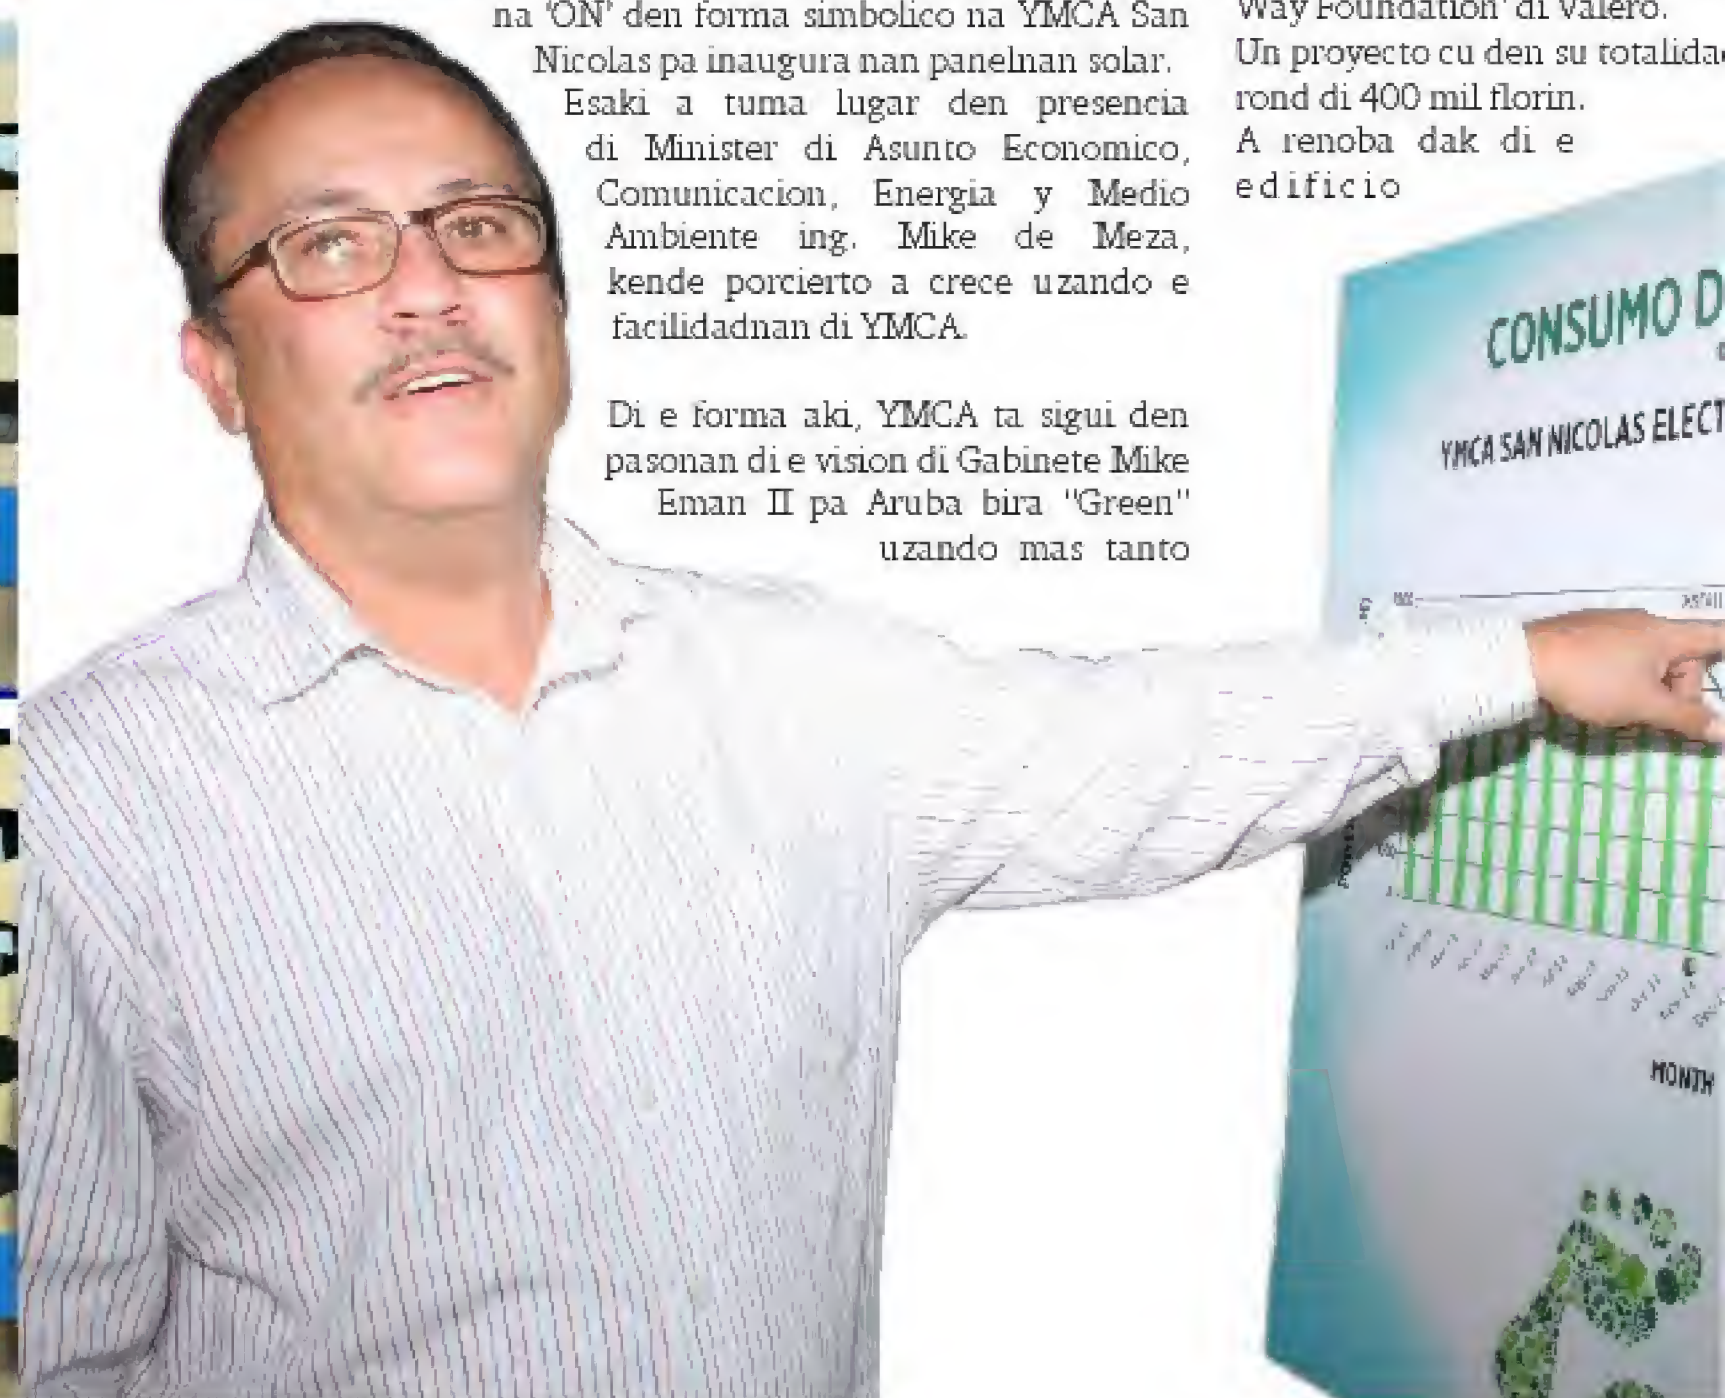 na 'ON' den forma simbolico na YMCA San
Nicolas pa inaugura nan panelnan solar.
Esaki a tuma lugar den presencia
di Minister di Asunto Economico,
Comunicacion, Energia y Medio
Ambiente ing. Mike de Meza,
kende porcierto a crece uzando e
facilidadnan di YMCA.
Di e forma aki, YMCA ta sigui den
pasonan di e vision di Gabinete Mike
Eman II pa Aruba bira "Green"
uzando mas tanto
Way Foundation' di Valero.
Un proyecto cu den su totalidad
rond di 400 mil florin.
A renoba dak di e
edificio
CONSUMO D
YMCA SAN NICOLAS ELECT
MONTH